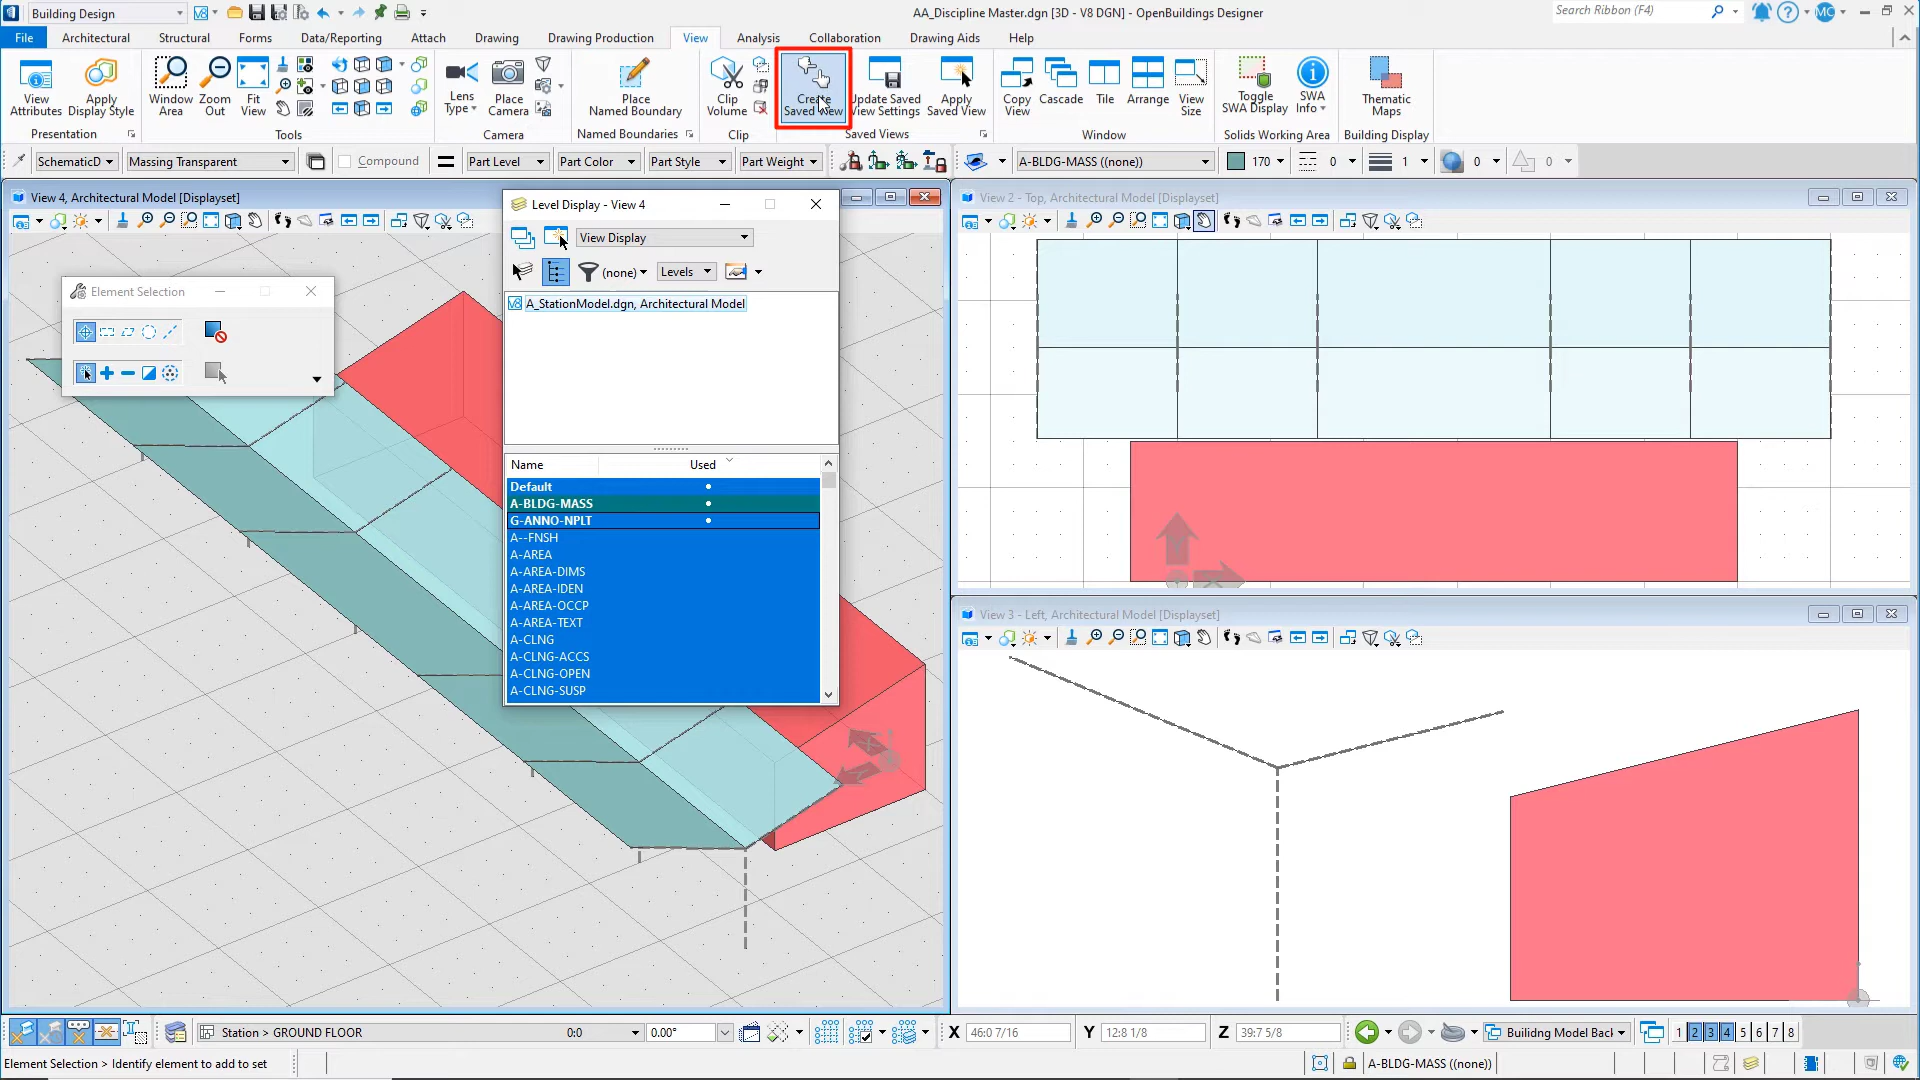 Building Design
AA_Discipline Master.dgn [3D - V8 DGN] - OpenBuildings Designer
Search Ribbon (F4)
MC
File Architectural Structural Forms Data/Reporting Attach Drawing Drawing Production View Analysis Collaboration Drawing Aids Help
View Attributes
Apply Display Style
Window Area
Zoom Out
Fit View
Lens Type
Place Camera
Place Named Boundary
Clip Volume
Create Saved View
Update Saved View Settings
Apply Saved View
Copy View
Cascade
Tile
Arrange
View Size
Toggle SWA Display
SWA Info
Thematic Maps
Presentation Tools Camera Named Boundaries Clip Saved Views Window Solids Working Area Building Display
SchematicD Massing Transparent Compound Part Level Part Color Part Style Part Weight A-BLDG-MASS ((none)) 170 0 1 0 0
View 4, Architectural Model [Displayset]
Level Display - View 4
View Display
(none) Levels
A_StationModel.dgn, Architectural Model
Name Used
Default
A-BLDG-MASS
G-ANNO-NPLT
A--FNSH
A-AREA
A-AREA-DIMS
A-AREA-IDEN
A-AREA-OCCP
A-AREA-TEXT
A-CLNG
A-CLNG-ACCS
A-CLNG-OPEN
A-CLNG-SUSP
Element Selection
View 2 - Top, Architectural Model [Displayset]
View 3 - Left, Architectural Model [Displayset]
Station > GROUND FLOOR 0:0 0.00° X 46:0 7/16 Y 12:8 1/8 Z 39:7 5/8 Builidng Model Back 1 2 3 4 5 6 7 8
Element Selection > Identify element to add to set A-BLDG-MASS ((none))